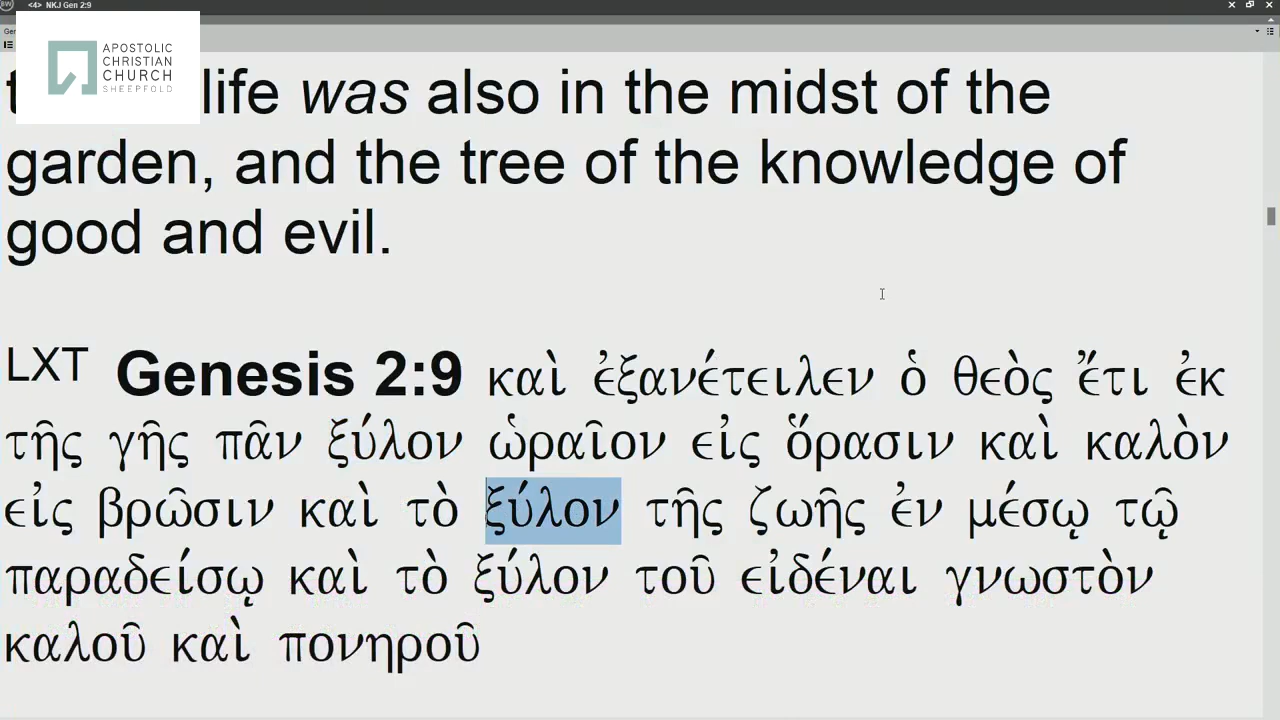 <4> NKJ Gen 2:9
APOSTOLIC
CHRISTIAN
CHURCH
SHEEPFOLD
life was also in the midst of the
garden, and the tree of the knowledge of
good and evil.
LXT Genesis 2:9 καὶ ἐξανέτειλεν ὁ θεὸς ἔτι ἐκ
τῆς γῆς πᾶν ξύλον ὡραῖον εἰς ὅρασιν καὶ καλὸν
εἰς βρῶσιν καὶ τὸ ξύλον τῆς ζωῆς ἐν μέσῳ τῷ
παραδείσῳ καὶ τὸ ξύλον τοῦ εἰδέναι γνωστὸν
καλοῦ καὶ πονηροῦ